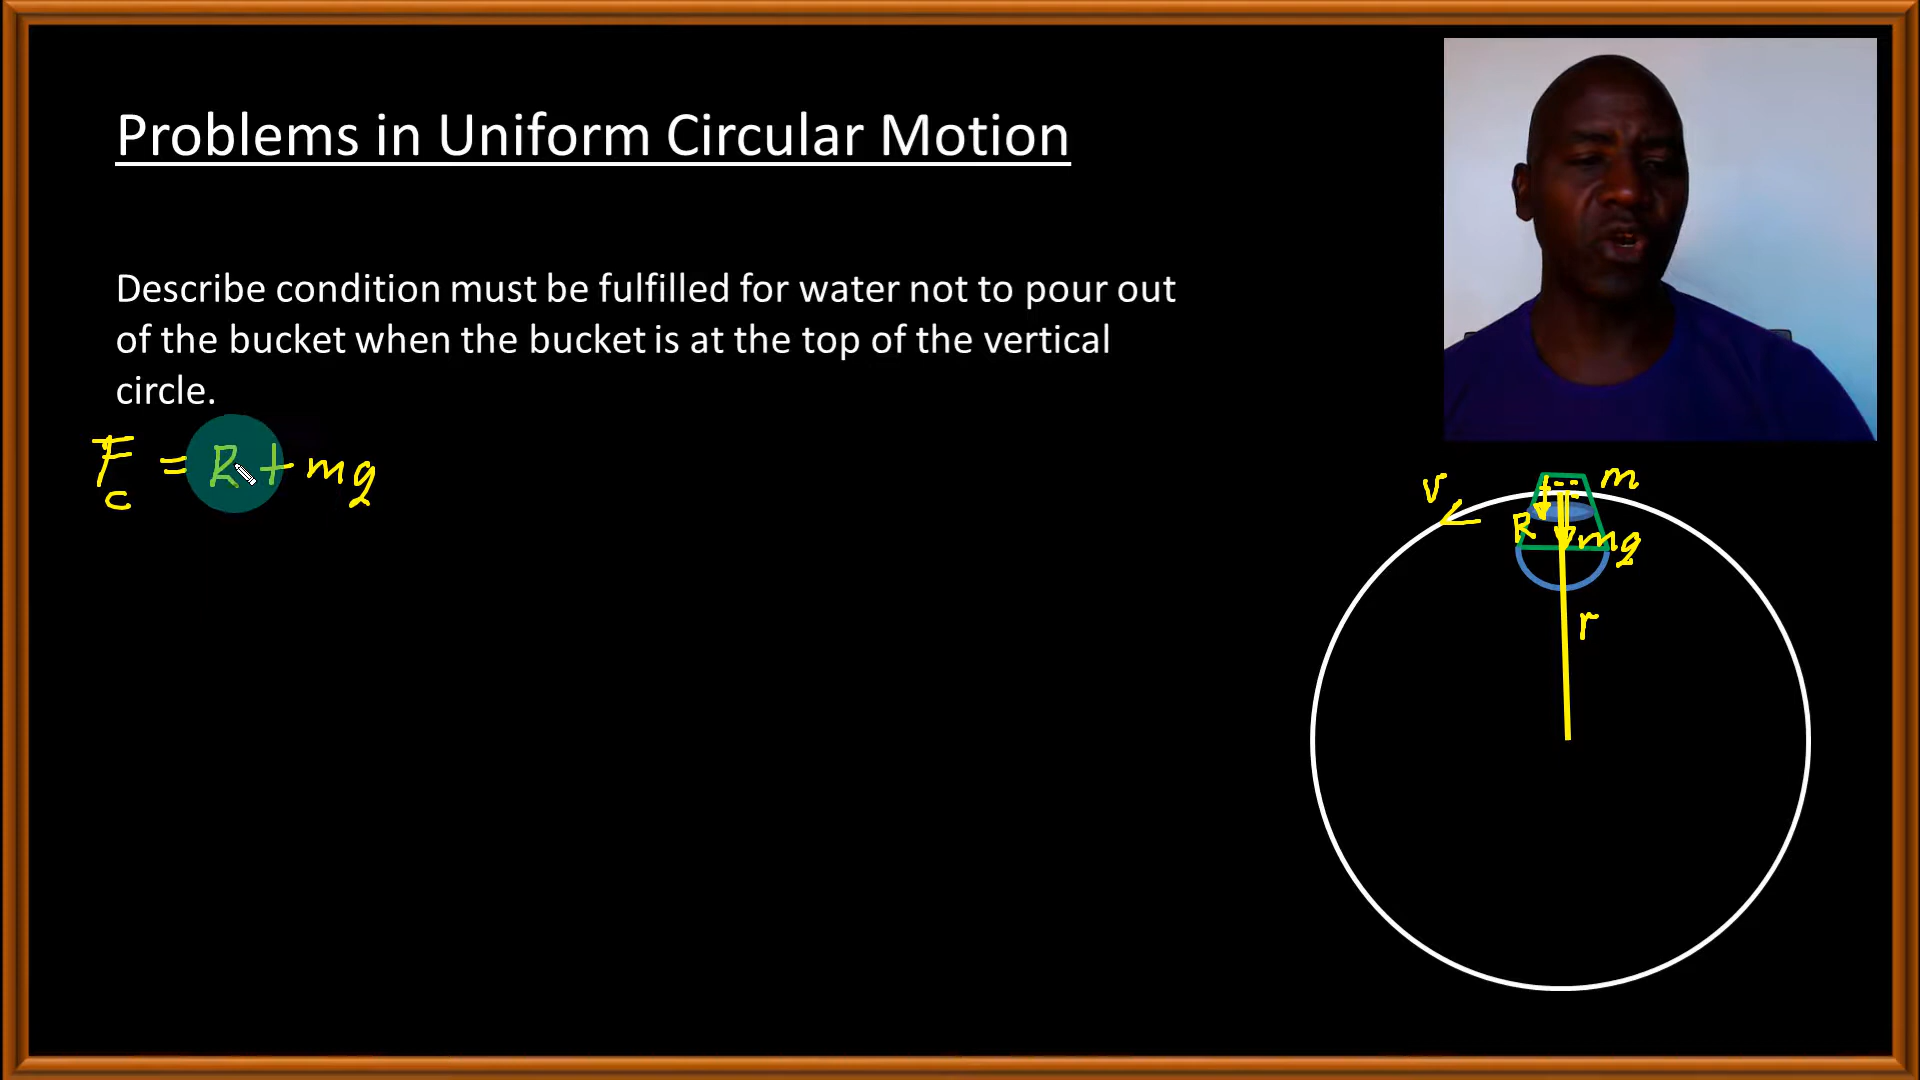 Problems in Uniform Circular Motion
Describe condition must be fulfilled for water not to pour out
of the bucket when the bucket is at the top of the vertical
circle.
F_c = R + mg
v
m
R
mg
r